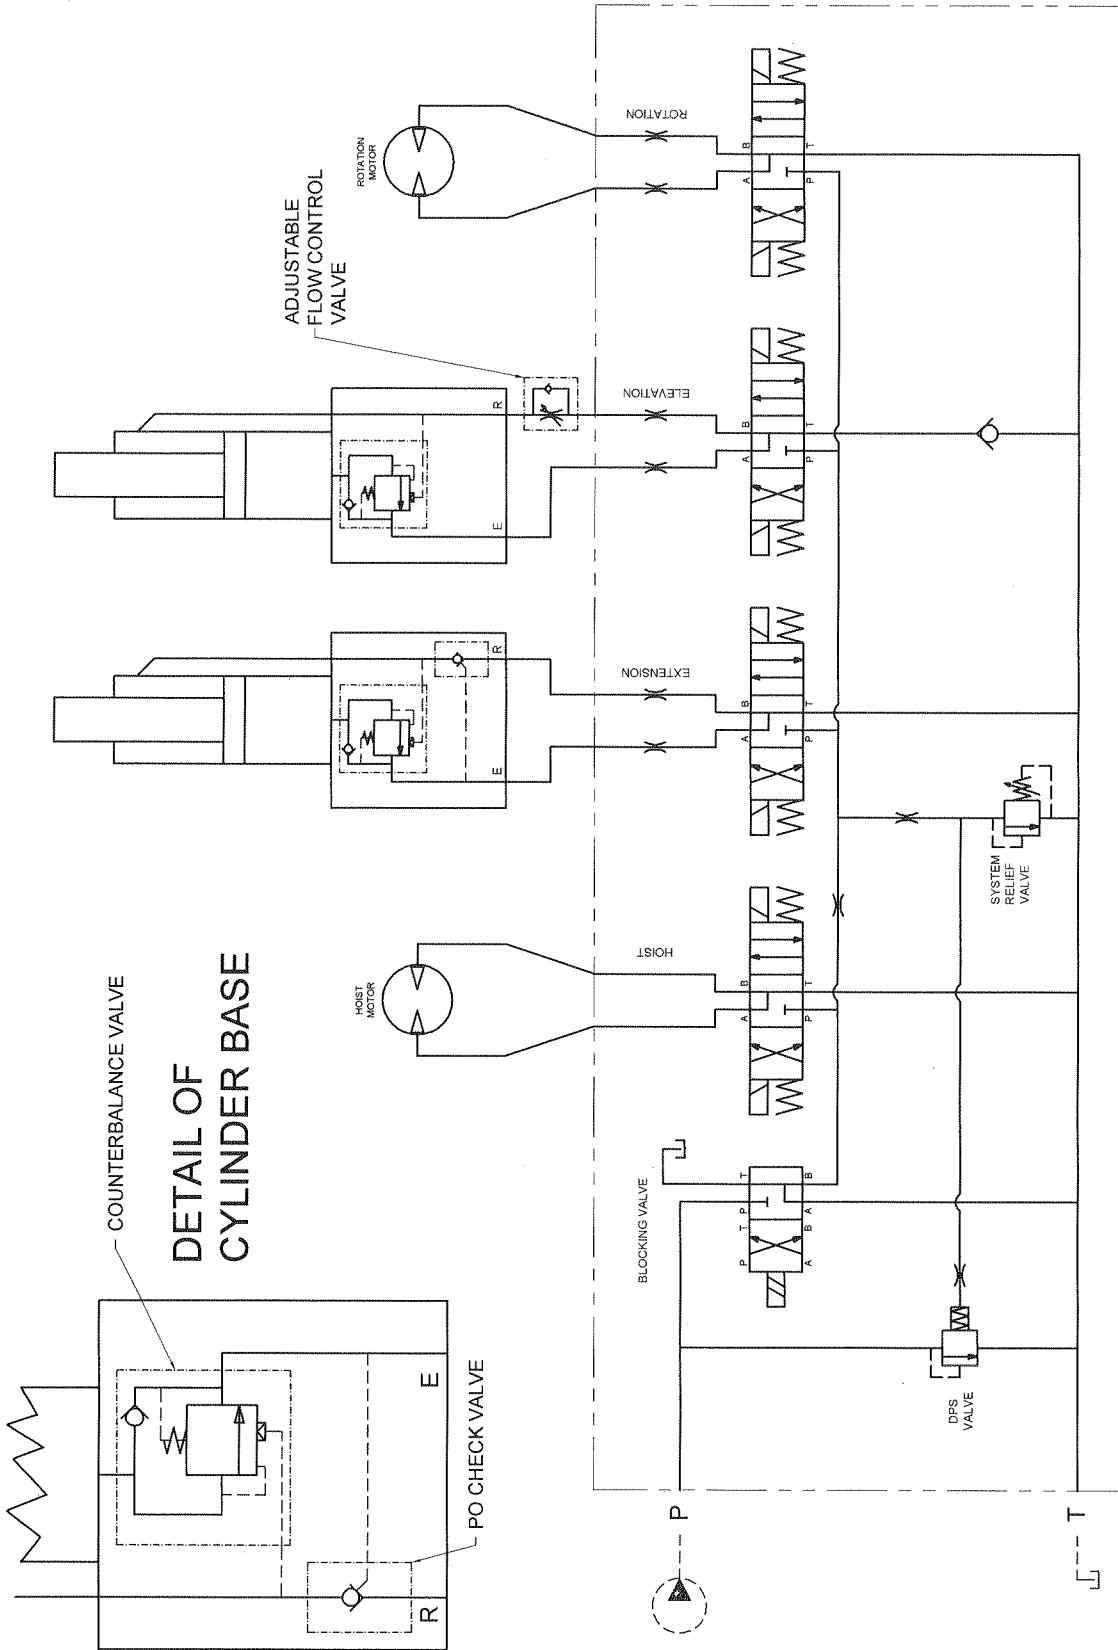 COUNTERBALANCE VALVE
DETAIL OF
CYLINDER BASE
PO CHECK VALVE
E
R
HOIST
MOTOR
ROTATION
MOTOR
ADJUSTABLE
FLOW CONTROL
VALVE
E
R
E
R
HOIST
EXTENSION
ELEVATION
ROTATION
BLOCKING VALVE
P
T
P
T
A
B
A
B
A
B
P
T
A
B
P
T
A
B
P
T
A
B
P
T
DPS
VALVE
SYSTEM
RELIEF
VALVE
P
T